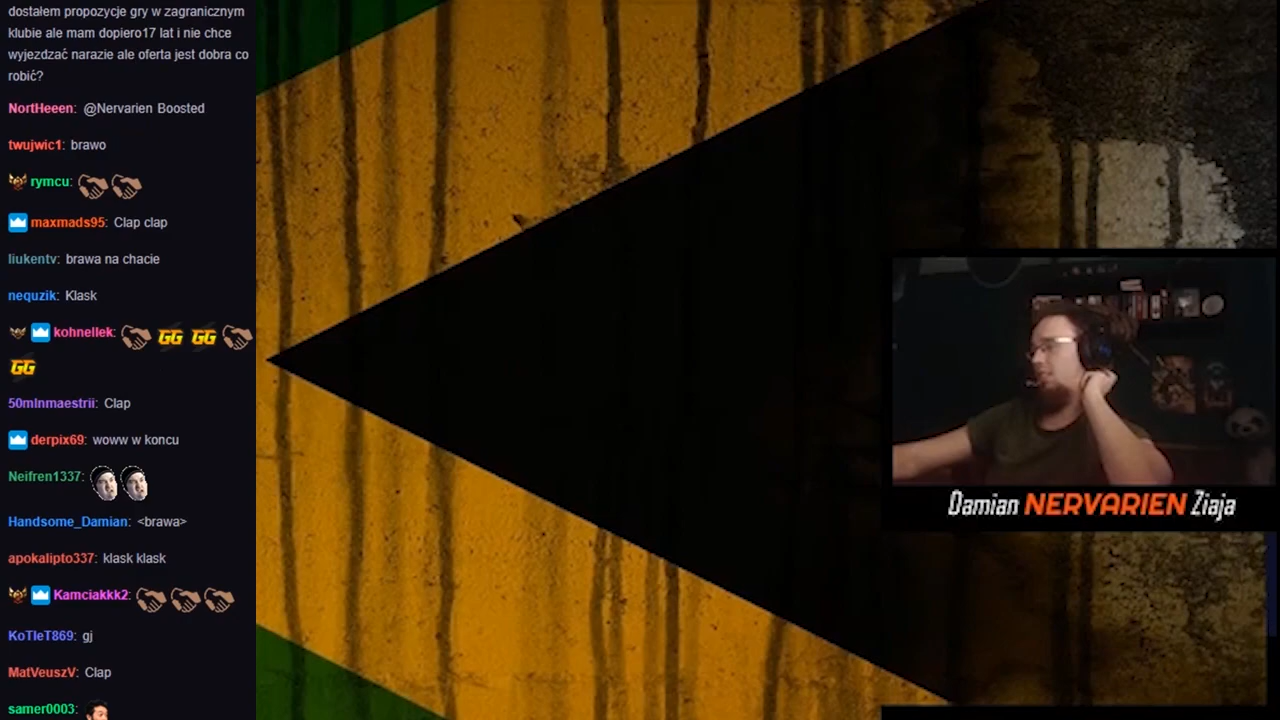 dostałem propozycje gry w zagranicznym
klubie ale mam dopiero17 lat i nie chce
wyjezdzać narazie ale oferta jest dobra co
robić?
NortHeeen: @Nervarien Boosted
twujwic1: brawo
rymcu:
maxmads95: Clap clap
liukentv: brawa na chacie
nequzik: Klask
kohnellek: GG GG
GG
50mlnmaestrii: Clap
derpix69: woww w koncu
Neifren1337:
Handsome_Damian: <brawa>
apokalipto337: klask klask
Kamciakkk2:
KoTleT869: gj
MatVeuszV: Clap
samer0003:
Damian NERVARIEN Ziaja